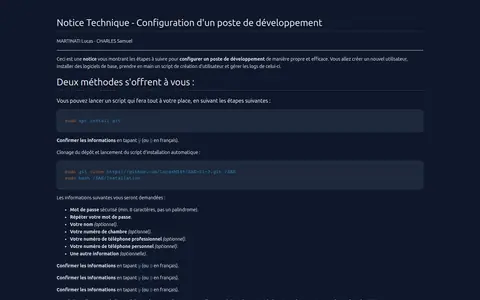 Notice Technique - Configuration d'un poste de développement
MARTINATI Lucas - CHARLES Samuel
Ceci est une notice vous montrant les étapes à suivre pour configurer un poste de développement de manière propre et efficace. Vous allez créer un nouvel utilisateur,
installer des logiciels de base, prendre en main un script de création d'utilisateur et gérer les logs de celui-ci.
Deux méthodes s'offrent à vous :
Vous pouvez lancer un script qui fera tout à votre place, en suivant les étapes suivantes :
sudo apt install git
Confirmer les informations en tapant y (ou o en français).
Clonage du dépôt et lancement du script d'installation automatique :
sudo git clone
sudo bash
Les informations suivantes vous seront demandées :
Mot de passe sécurisé (min. 8 caractères, pas un palindrome).
Répéter votre mot de passe.
Votre nom (optionnel).
Votre numéro de chambre (optionnel).
Votre numéro de téléphone professionnel (optionnel).
Votre numéro de téléphone personnel (optionnel).
Une autre information (optionnelle).
Confirmer les informations en tapant y (ou o en français).
Confirmer les informations en tapant y (ou o en français).
Confirmer les informations en tapant y (ou o en français).